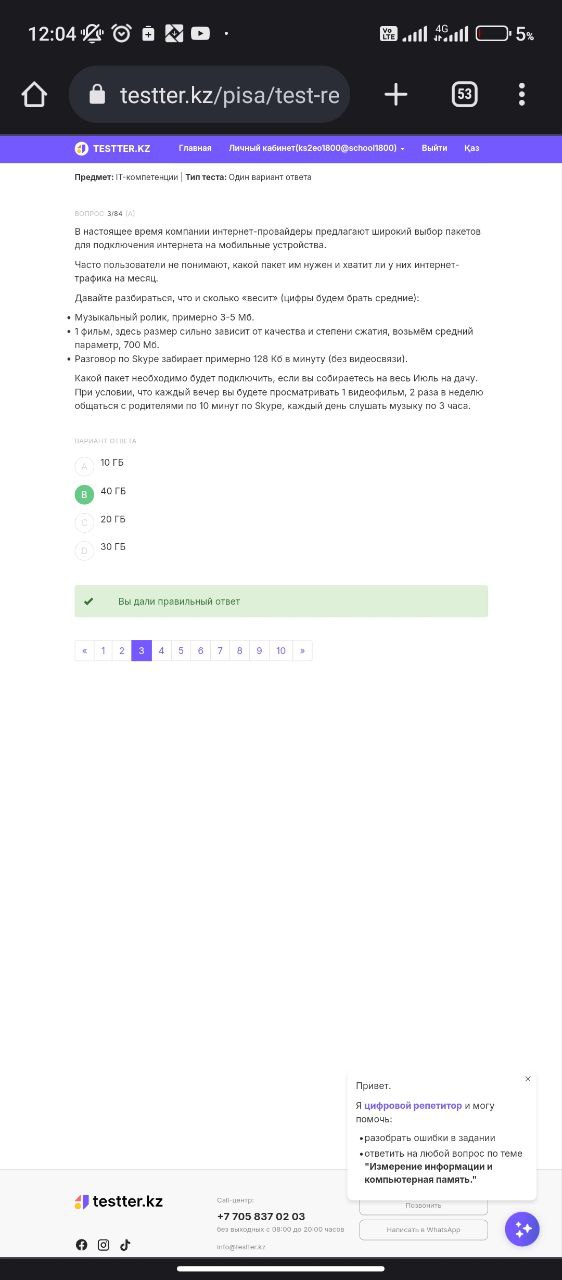 12:04
Vo LTE
4G
5%
testter.kz/pisa/test-re
53
TESTTER.KZ
Главная
Личный кабинет(ks2eo1800@school1800)
Выйти
Қаз
Предмет: IT-компетенции | Тип теста: Один вариант ответа
ВОПРОС 3/84 (A)
В настоящее время компании интернет-провайдеры предлагают широкий выбор пакетов
для подключения интернета на мобильные устройства.
Часто пользователи не понимают, какой пакет им нужен и хватит ли у них интернет-
трафика на месяц.
Давайте разбираться, что и сколько «весит» (цифры будем брать средние):
• Музыкальный ролик, примерно 3-5 Мб.
• 1 фильм, здесь размер сильно зависит от качества и степени сжатия, возьмём средний
параметр, 700 Мб.
• Разговор по Skype забирает примерно 128 Кб в минуту (без видеосвязи).
Какой пакет необходимо будет подключить, если вы собираетесь на весь Июль на дачу.
При условии, что каждый вечер вы будете просматривать 1 видеофильм, 2 раза в неделю
общаться с родителями по 10 минут по Skype, каждый день слушать музыку по 3 часа.
ВАРИАНТ ОТВЕТА
A 10 ГБ
B 40 ГБ
C 20 ГБ
D 30 ГБ
Вы дали правильный ответ
« 1 2 3 4 5 6 7 8 9 10 »
Привет.
×
Я цифровой репетитор и могу
помочь:
• разобрать ошибки в задании
• ответить на любой вопрос по теме
"Измерение информации и
компьютерная память."
testter.kz
Call-центр:
+7 705 837 02 03
без выходных с 08:00 до 20:00 часов
info@testter.kz
Позвонить
Написать в WhatsApp